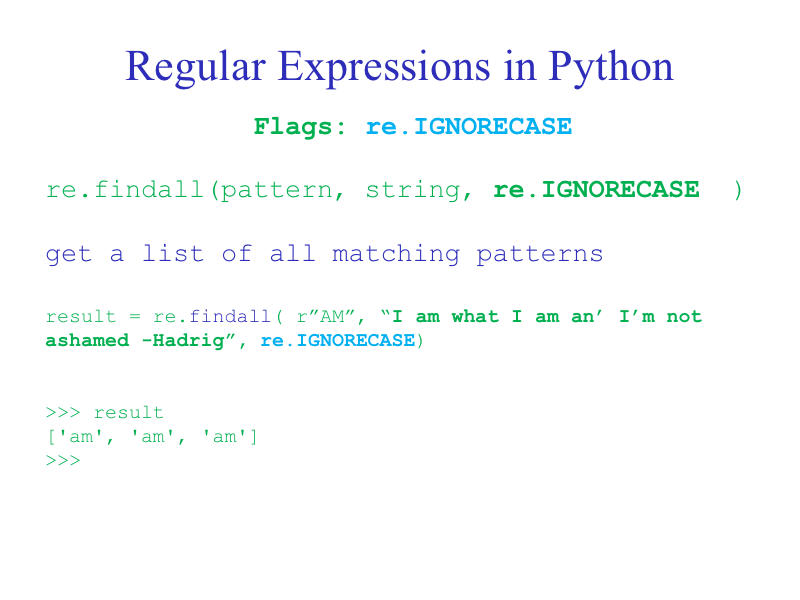 Regular Expressions in Python
Flags: re.IGNORECASE
re.findall(pattern, string, re.IGNORECASE  )
get a list of all matching patterns
result = re.findall( r”AM”, “I am what I am an’ I’m not
ashamed -Hadrig”, re.IGNORECASE)
>>> result
['am', 'am', 'am']
>>>